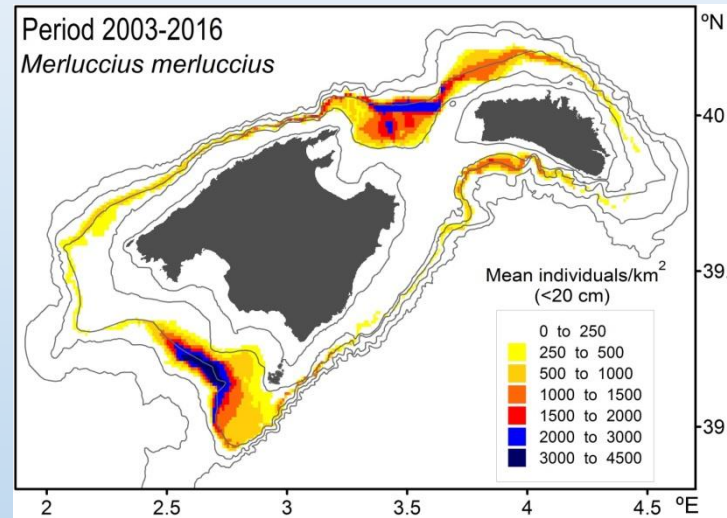 Period 2003-2016
Merluccius merluccius
ºN
40
39.
39
Mean individuals/km²
(<20 cm)
0 to 250
250 to 500
500 to 1000
1000 to 1500
1500 to 2000
2000 to 3000
3000 to 4500
2 2.5 3 3.5 4 4.5 ºE